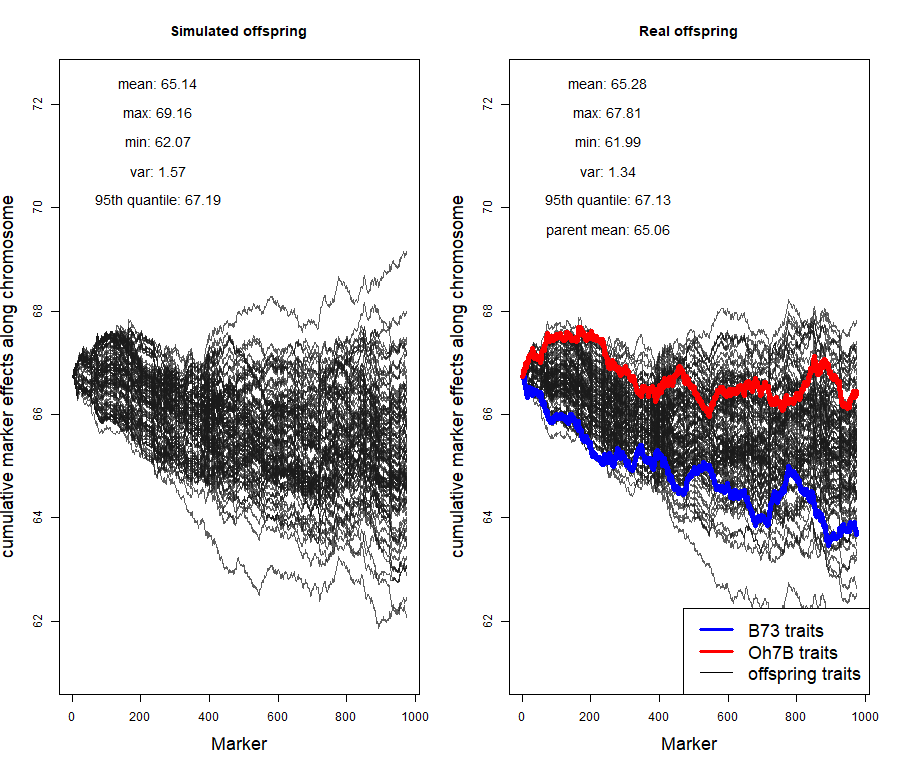 Simulated offspring
mean: 65.14
max: 69.16
min: 62.07
var: 1.57
95th quantile: 67.19
cumulative marker effects along chromosome
72
70
68
66
64
62
0
200
400
600
800
1000
Marker
Real offspring
mean: 65.28
max: 67.81
min: 61.99
var: 1.34
95th quantile: 67.13
parent mean: 65.06
cumulative marker effects along chromosome
72
70
68
66
64
62
B73 traits
Oh7B traits
offspring traits
0
200
400
600
800
1000
Marker